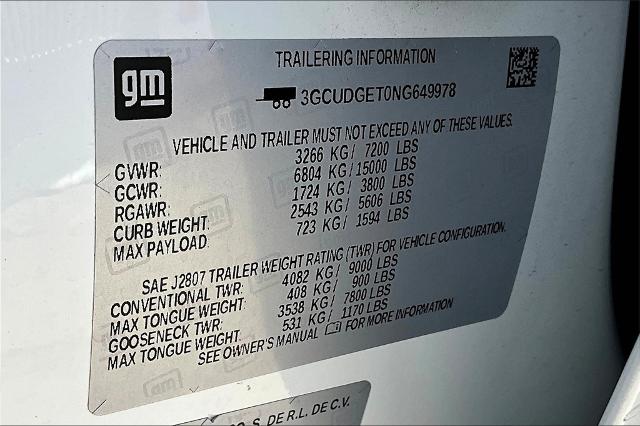 gm
TRAILERING INFORMATION
3GCUDGET0NG649978
VEHICLE AND TRAILER MUST NOT EXCEED ANY OF THESE VALUES.
GVWR: 3266 KG/ 7200 LBS
GCWR: 6804 KG/ 15000 LBS
RGAWR: 1724 KG/ 3800 LBS
CURB WEIGHT: 2543 KG/ 5606 LBS
MAX PAYLOAD: 723 KG/ 1594 LBS
SAE J2807 TRAILER WEIGHT RATING (TWR) FOR VEHICLE CONFIGURATION.
CONVENTIONAL TWR: 4082 KG/ 9000 LBS
MAX TONGUE WEIGHT: 408 KG/ 900 LBS
GOOSENECK TWR: 3538 KG/ 7800 LBS
MAX TONGUE WEIGHT: 531 KG/ 1170 LBS
SEE OWNER'S MANUAL FOR MORE INFORMATION
S. DE R.L. DE C.V.